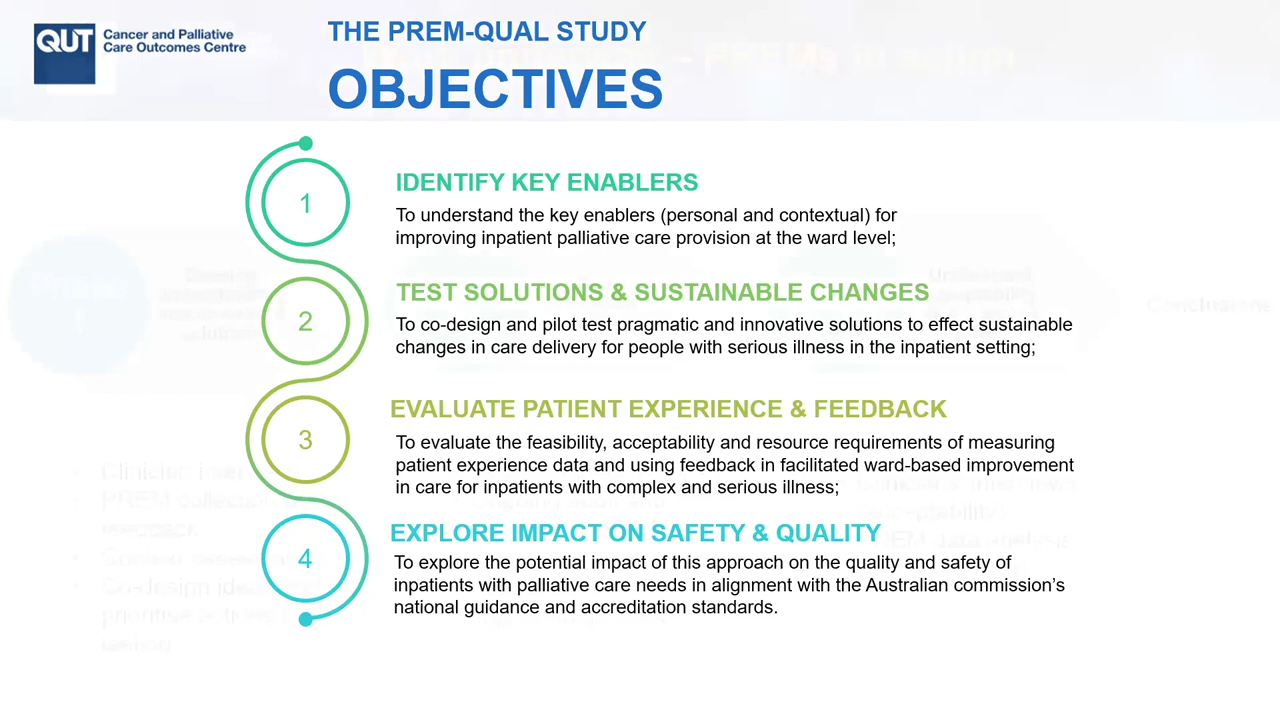 QUT
Cancer and Palliative
Care Outcomes Centre
THE PREM-QUAL STUDY
OBJECTIVES
1
IDENTIFY KEY ENABLERS
To understand the key enablers (personal and contextual) for
improving inpatient palliative care provision at the ward level;
2
TEST SOLUTIONS & SUSTAINABLE CHANGES
To co-design and pilot test pragmatic and innovative solutions to effect sustainable
changes in care delivery for people with serious illness in the inpatient setting;
3
EVALUATE PATIENT EXPERIENCE & FEEDBACK
To evaluate the feasibility, acceptability and resource requirements of measuring
patient experience data and using feedback in facilitated ward-based improvement
in care for inpatients with complex and serious illness;
4
EXPLORE IMPACT ON SAFETY & QUALITY
To explore the potential impact of this approach on the quality and safety of
inpatients with palliative care needs in alignment with the Australian commission's
national guidance and accreditation standards.
Conclusions